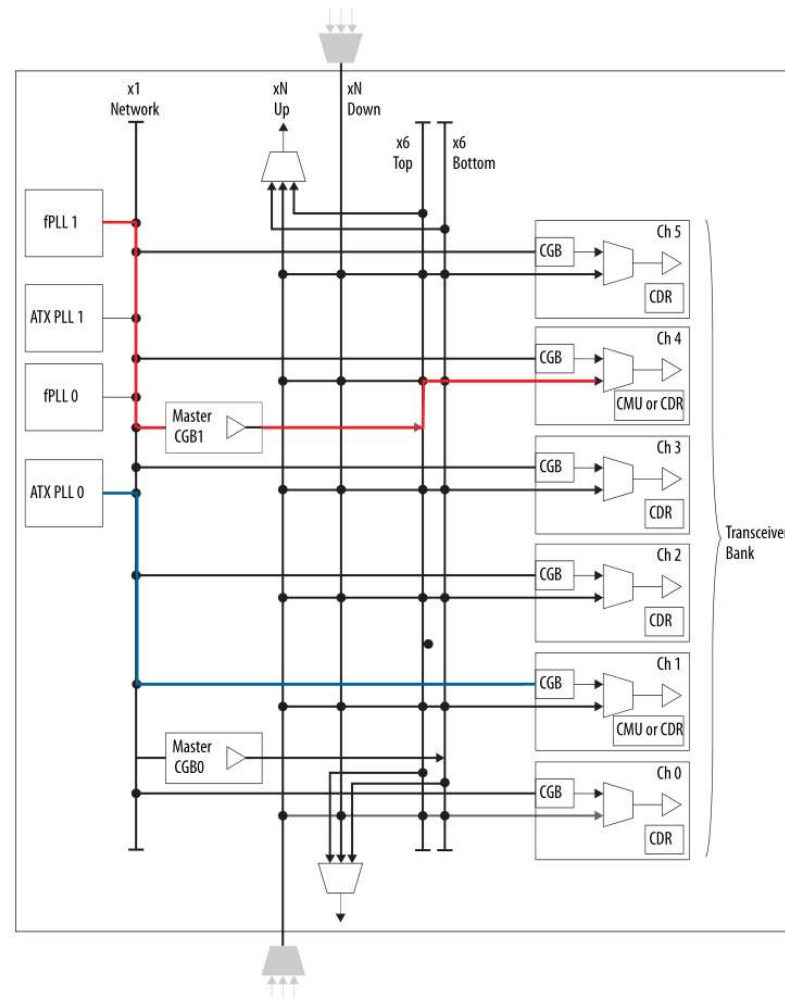 x1
Network
xN
Up
xN
Down
x6
Top
x6
Bottom
fPLL 1
ATX PLL 1
fPLL 0
ATX PLL 0
Master
CGB1
Master
CGB0
Ch 5
CGB
CDR
Ch 4
CGB
CMU or CDR
Ch 3
CGB
CDR
Ch 2
CGB
CDR
Ch 1
CGB
CMU or CDR
Ch 0
CGB
CDR
Transceiver
Bank